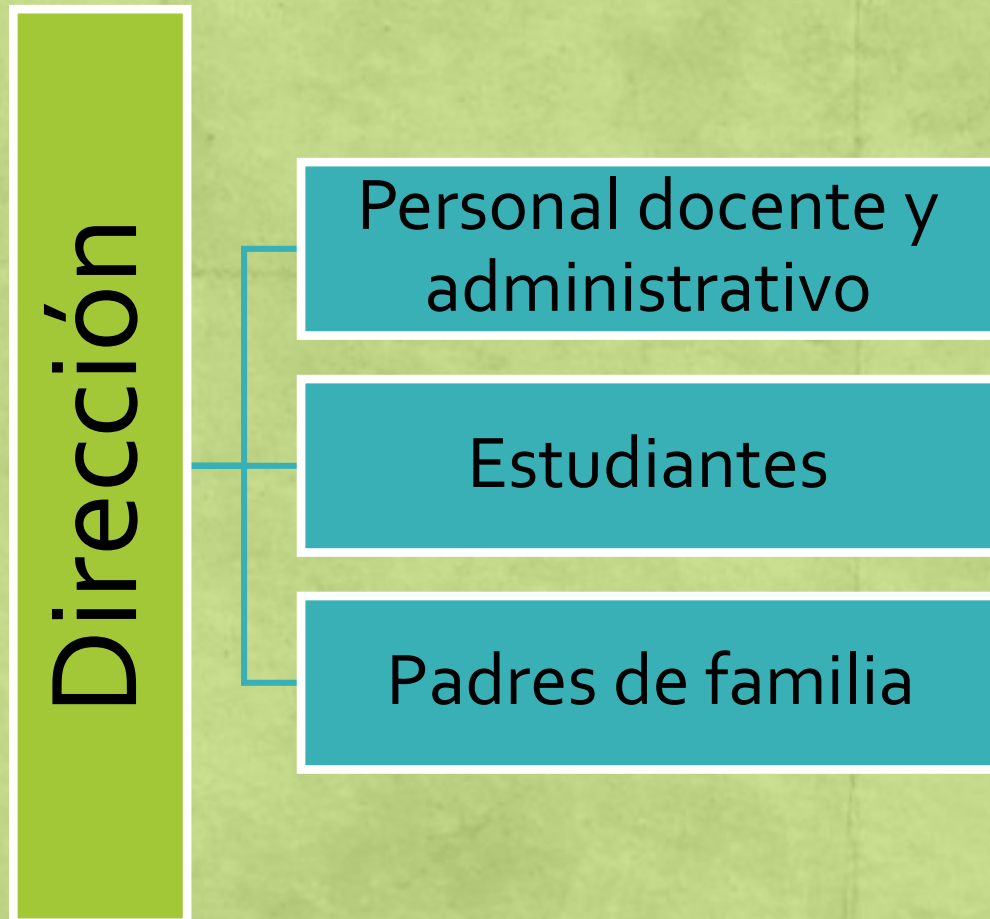 Dirección
Personal docente y
administrativo
Estudiantes
Padres de familia